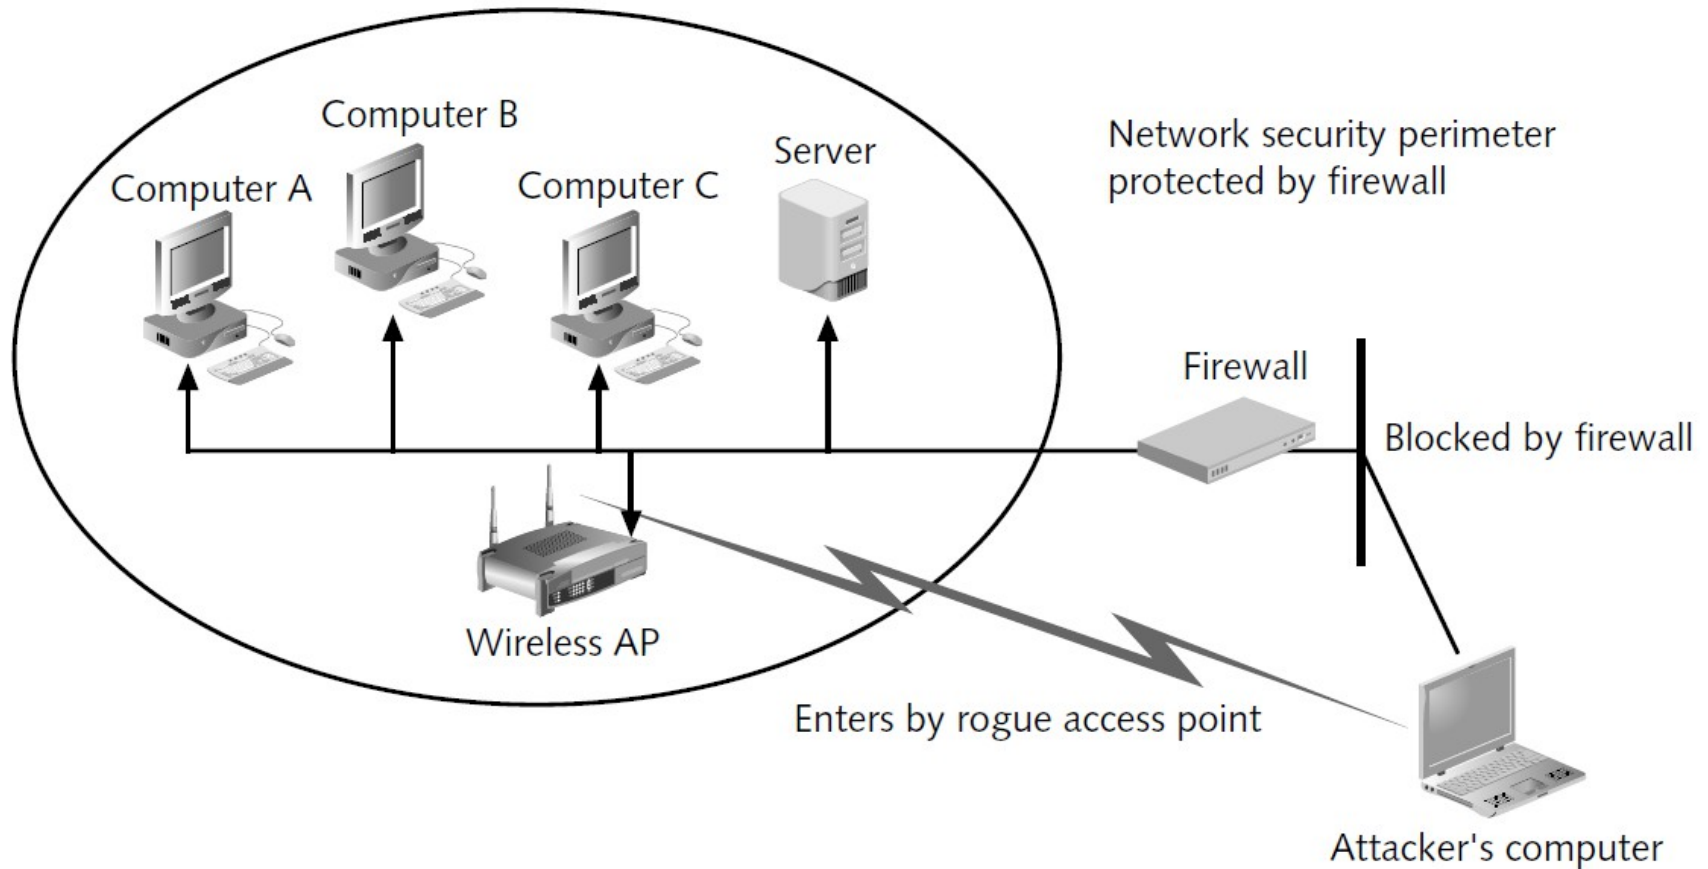 Computer B
Computer A
Computer C
Server
Network security perimeter
protected by firewall
Firewall
Blocked by firewall
Wireless AP
Enters by rogue access point
Attacker's computer